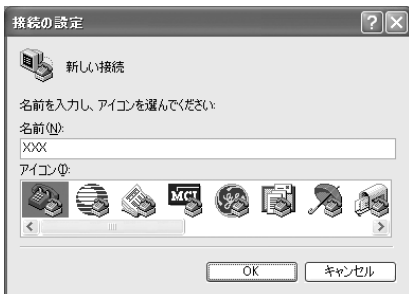 接続の設定
新しい接続
名前を入力し、アイコンを選んでください:
名前(N):
XXX
アイコン(I):
MCI
OK
キャンセル